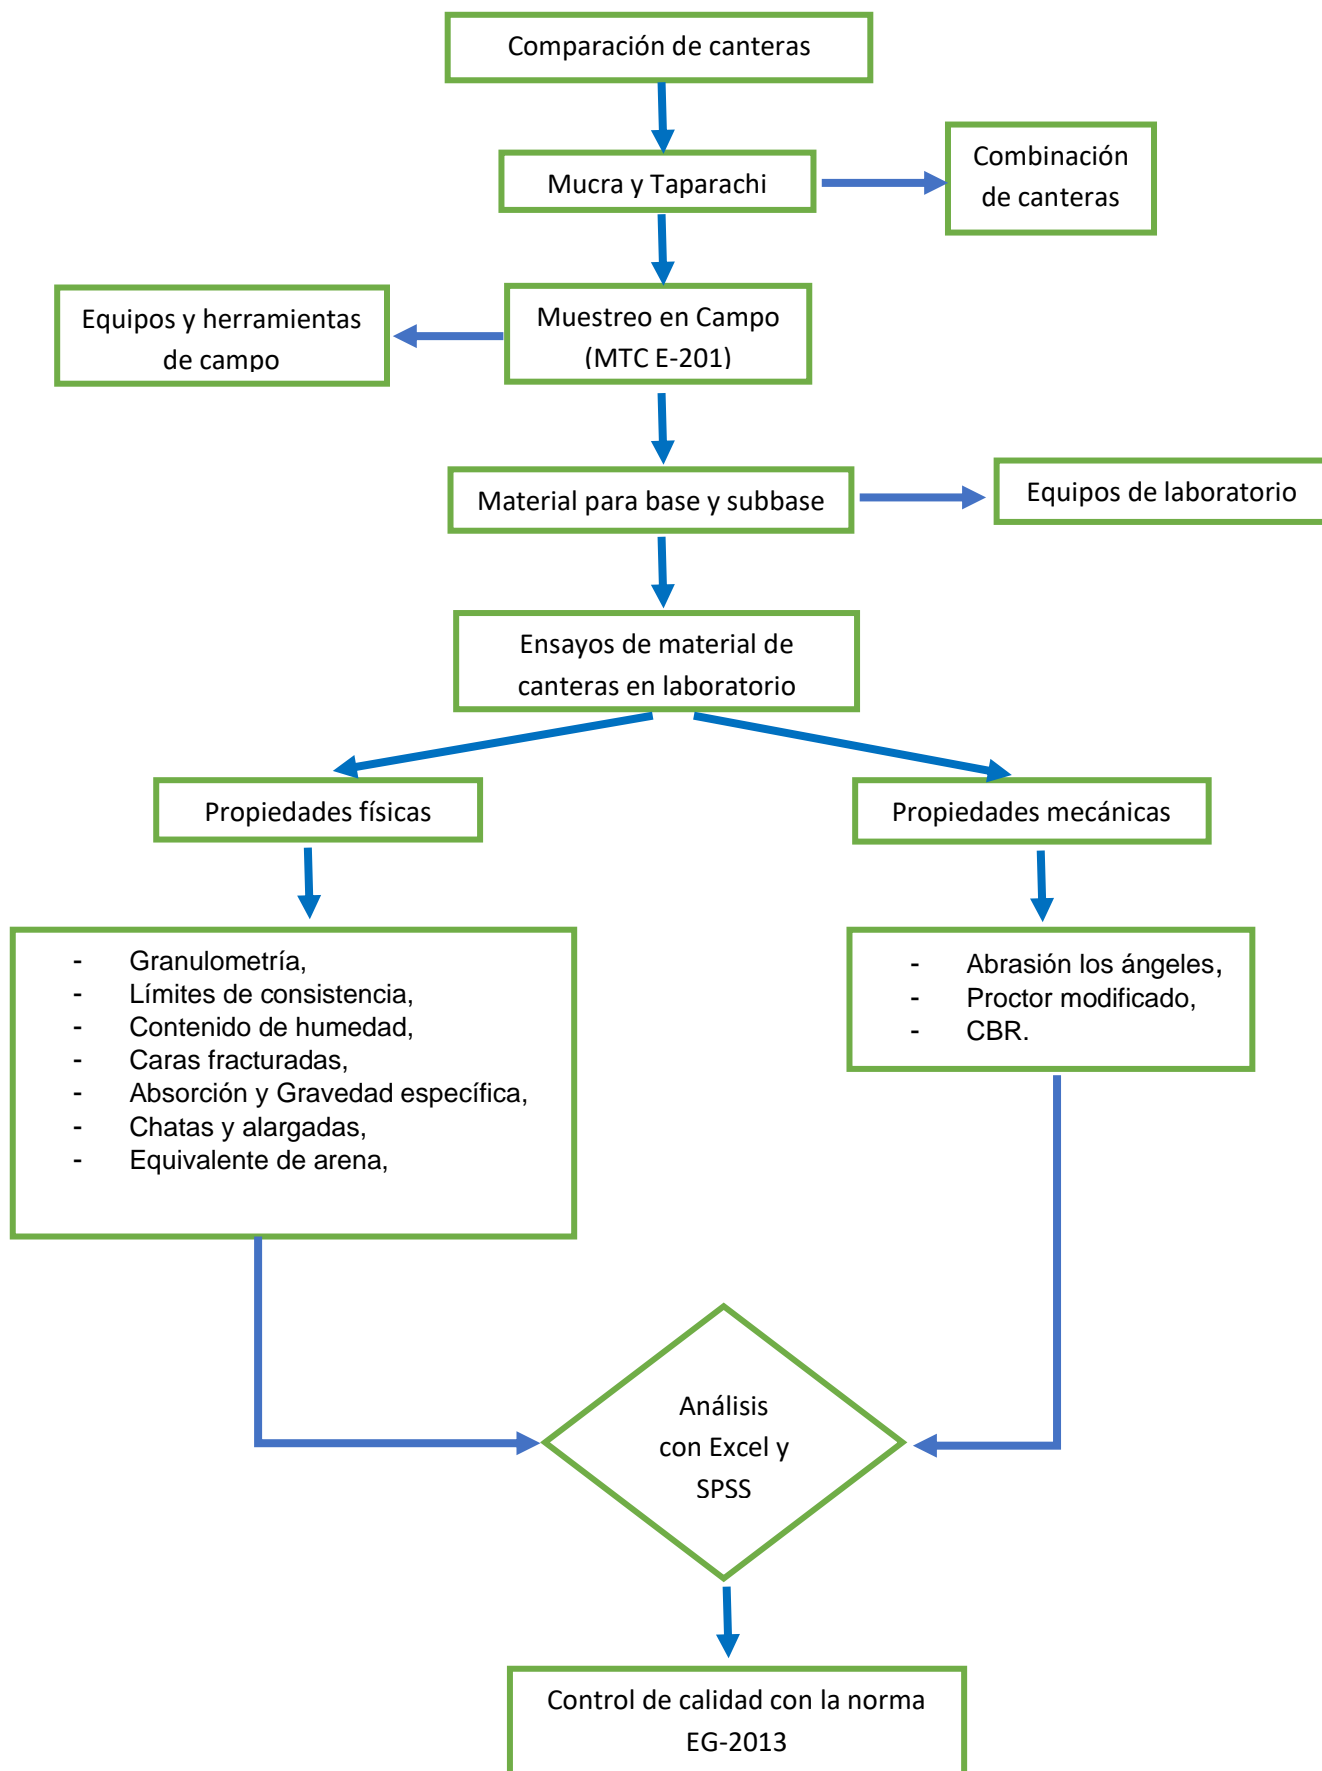 Comparación de canteras
Mucra y Taparachi
Combinación
de canteras
Equipos y herramientas
de campo
Muestreo en Campo
(MTC E-201)
Material para base y subbase
Equipos de laboratorio
Ensayos de material de
canteras en laboratorio
Propiedades físicas
Propiedades mecánicas
- Granulometría,
- Límites de consistencia,
- Contenido de humedad,
- Caras fracturadas,
- Absorción y Gravedad específica,
- Chatas y alargadas,
- Equivalente de arena,
- Abrasión los ángeles,
- Proctor modificado,
- CBR.
Análisis
con Excel y
SPSS
Control de calidad con la norma
EG-2013